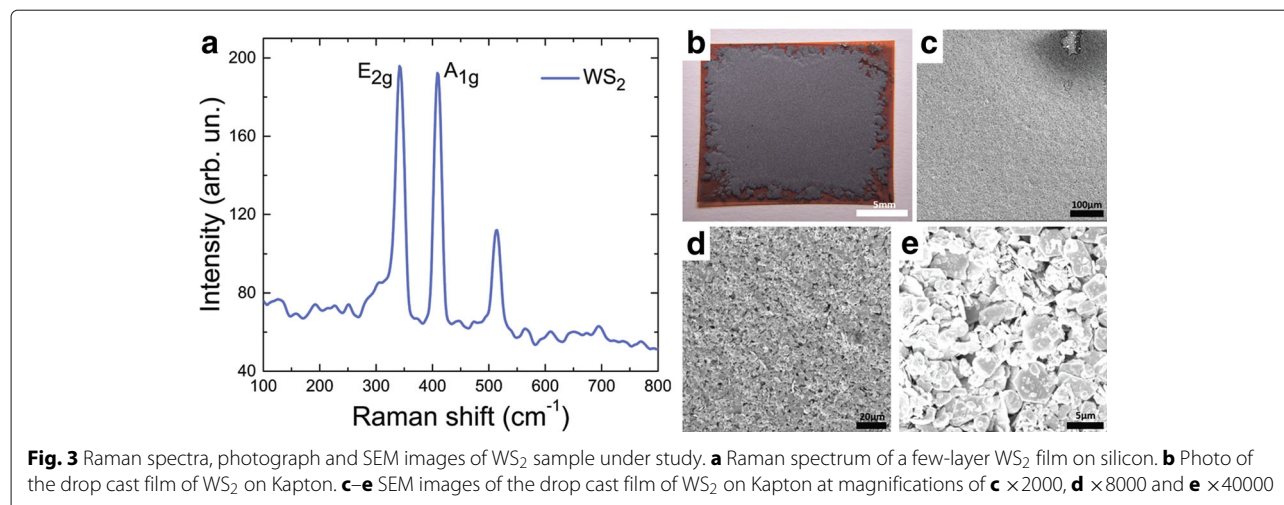 a
b
c
Intensity (arb. un.)
200
160
120
80
40
E2g
A1g
WS2
100 200 300 400 500 600 700 800
Raman shift (cm-1)
5mm
100µm
d
e
20µm
5µm
Fig. 3 Raman spectra, photograph and SEM images of WS2 sample under study. a Raman spectrum of a few-layer WS2 film on silicon. b Photo of
the drop cast film of WS2 on Kapton. c–e SEM images of the drop cast film of WS2 on Kapton at magnifications of c ×2000, d ×8000 and e ×40000